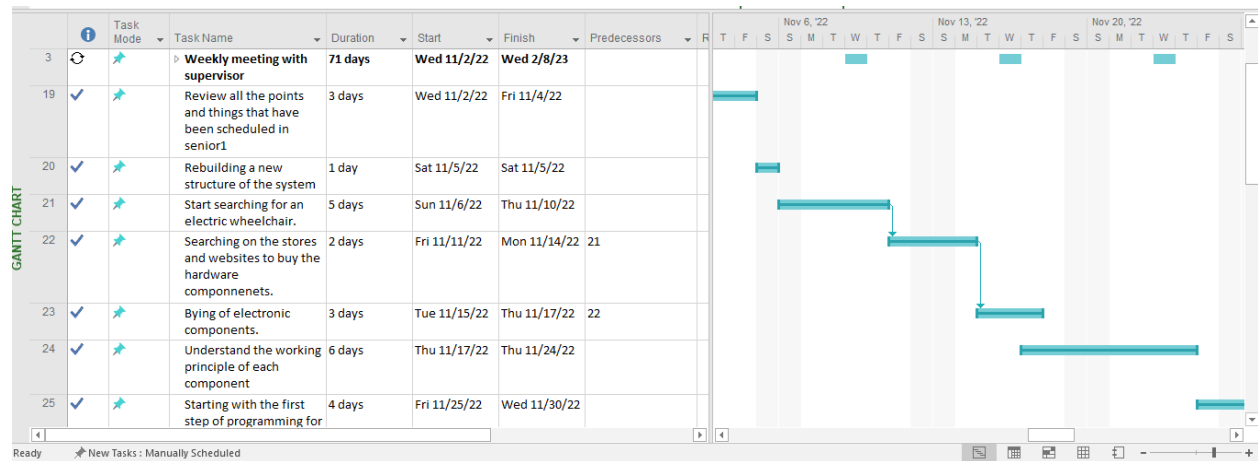 Nov 6, '22 Nov 13, '22 Nov 20, '22
Task Mode Task Name Duration Start Finish Predecessors R T F S S M T W T F S S M T W T F S S M T W T F S
3 Weekly meeting with 71 days Wed 11/2/22 Wed 2/8/23
supervisor
19 Review all the points 3 days Wed 11/2/22 Fri 11/4/22
and things that have
been scheduled in
senior1
20 Rebuilding a new 1 day Sat 11/5/22 Sat 11/5/22
structure of the system
21 Start searching for an 5 days Sun 11/6/22 Thu 11/10/22
electric wheelchair.
22 Searching on the stores 2 days Fri 11/11/22 Mon 11/14/22 21
and websites to buy the
hardware
componnenets.
23 Bying of electronic 3 days Tue 11/15/22 Thu 11/17/22 22
components.
24 Understand the working 6 days Thu 11/17/22 Thu 11/24/22
principle of each
component
25 Starting with the first 4 days Fri 11/25/22 Wed 11/30/22
step of programming for
GANTT CHART
Ready New Tasks : Manually Scheduled